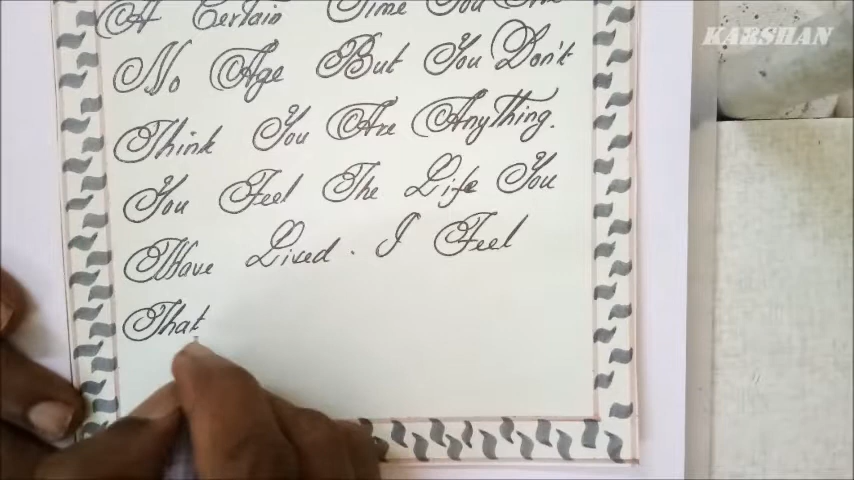 At Certain Time You Are
No Age But You Don't
Think You Are Anything.
You Feel The Life You
Have Lived. I Feel
That
KARSHAN